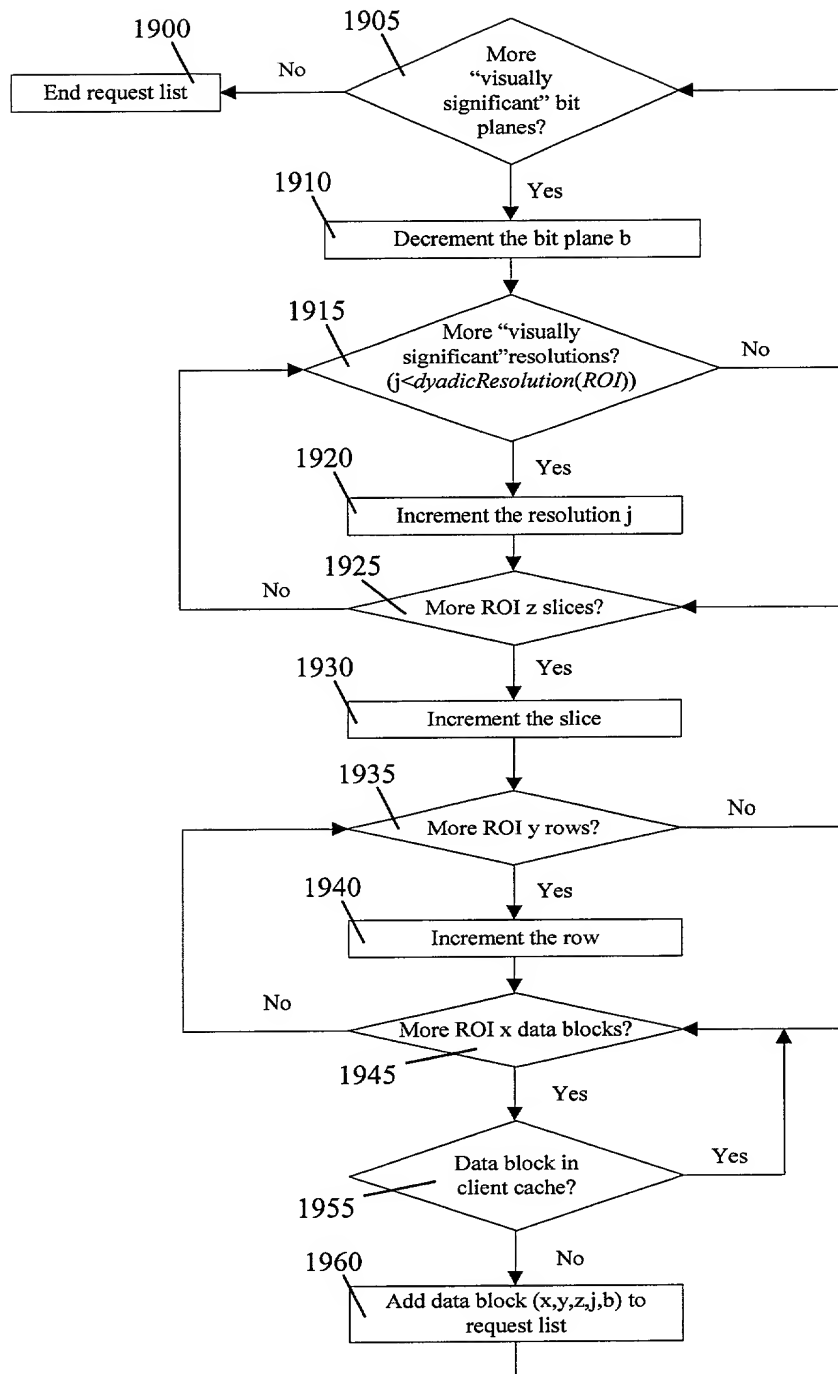 1900
1905
No
More
“visually
significant” bit
planes?
End request list
Yes
1910
Decrement the bit plane b
1915
More “visually
significant”resolutions?
(j<dyadicResolution(ROI))
No
Yes
1920
Increment the resolution j
1925
No
More ROI z slices?
Yes
1930
Increment the slice
1935
No
More ROI y rows?
Yes
1940
Increment the row
No
More ROI x data blocks?
1945
Yes
Data block in
client cache?
Yes
1955
No
1960
Add data block (x,y,z,j,b) to
request list